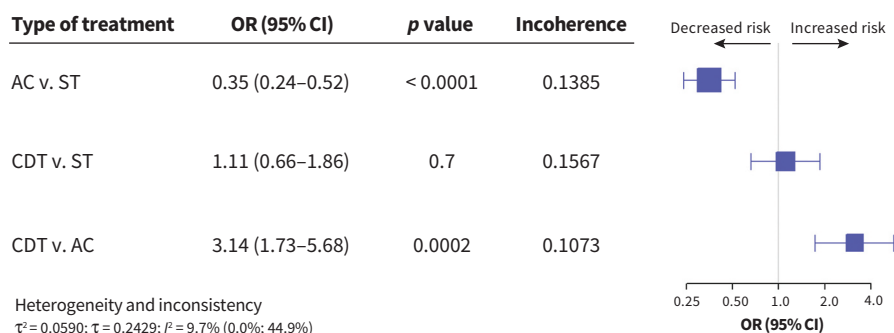 Type of treatment OR (95% CI) p value Incoherence
Decreased risk Increased risk
AC v. ST 0.35 (0.24–0.52) < 0.0001 0.1385
CDT v. ST 1.11 (0.66–1.86) 0.7 0.1567
CDT v. AC 3.14 (1.73–5.68) 0.0002 0.1073
0.25 0.50 1.0 2.0 4.0
OR (95% CI)
Heterogeneity and inconsistency
τ² = 0.0590; τ = 0.2429; I² = 9.7% (0.0%; 44.9%)